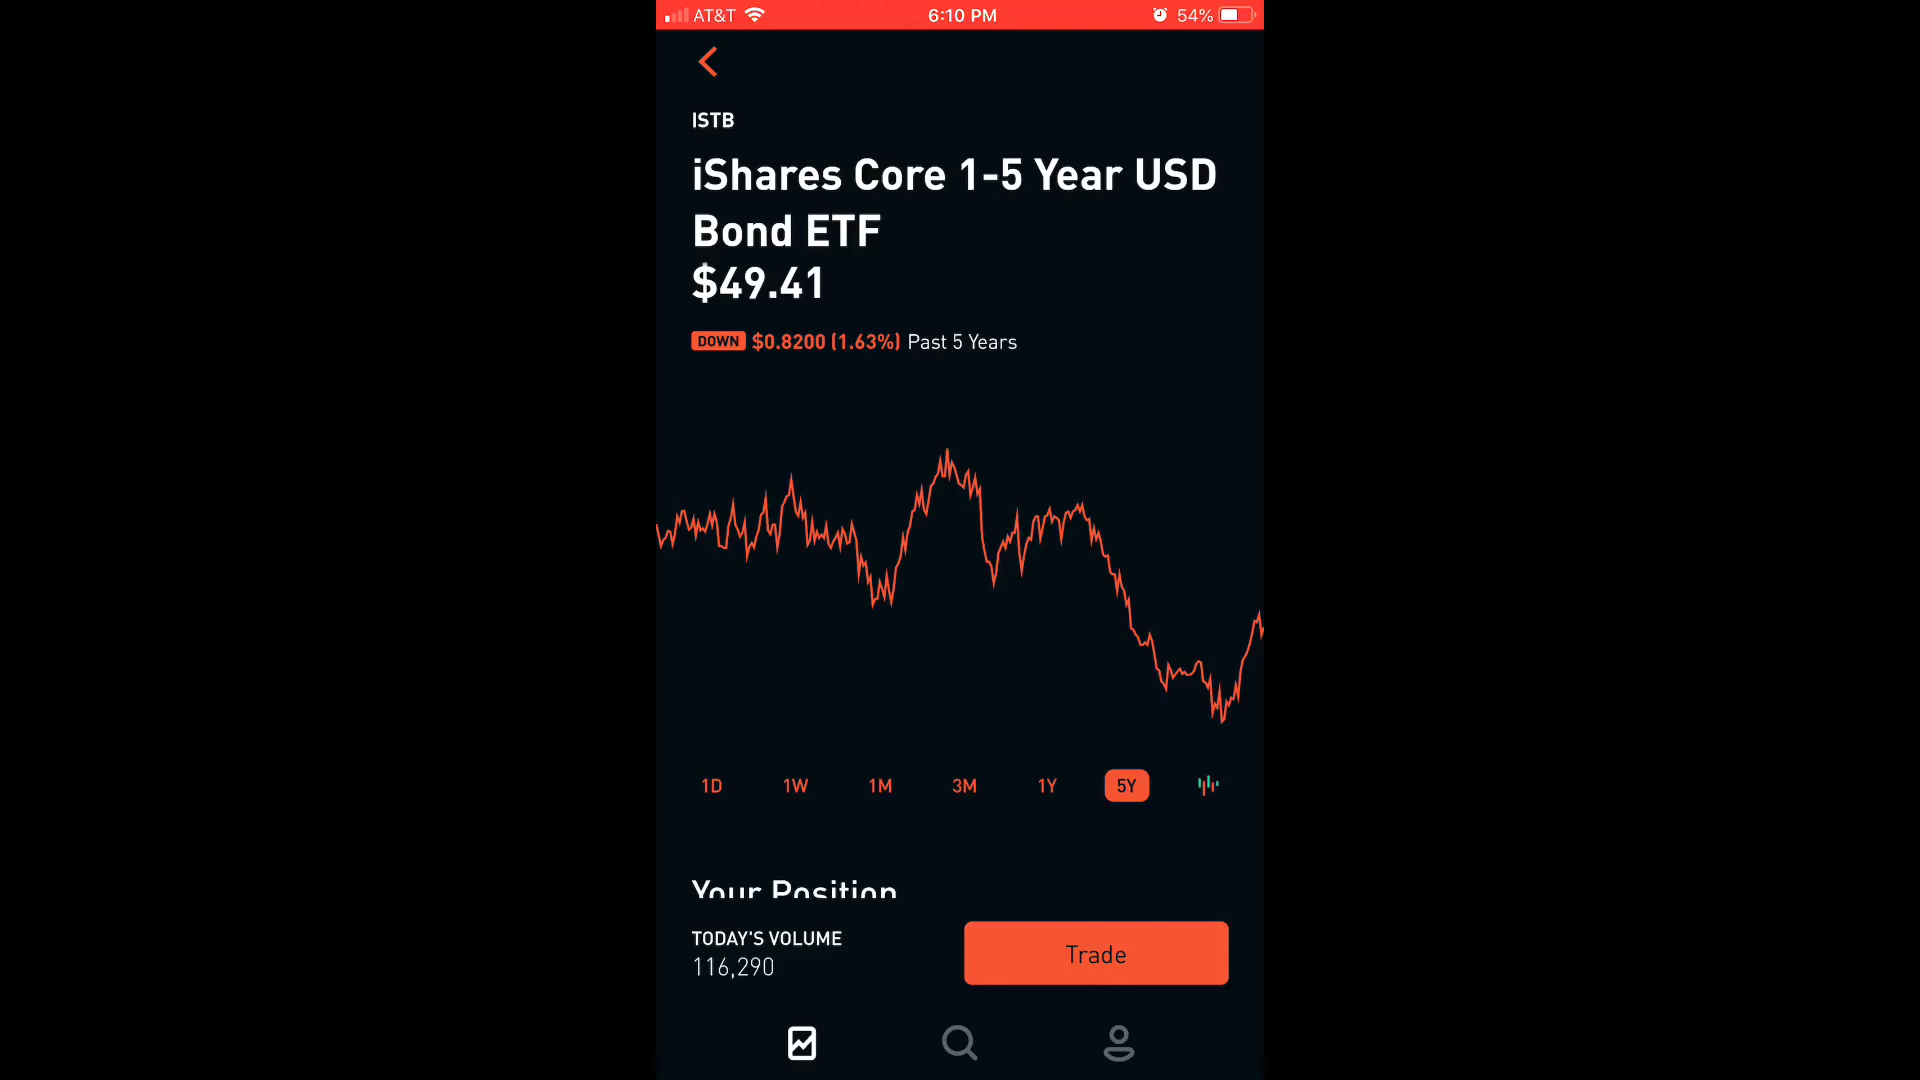 AT&T 6:10 PM 54%
ISTB
iShares Core 1-5 Year USD
Bond ETF
$49.41
DOWN $0.8200 (1.63%) Past 5 Years
1D 1W 1M 3M 1Y 5Y
Your Position
TODAY'S VOLUME
116,290
Trade